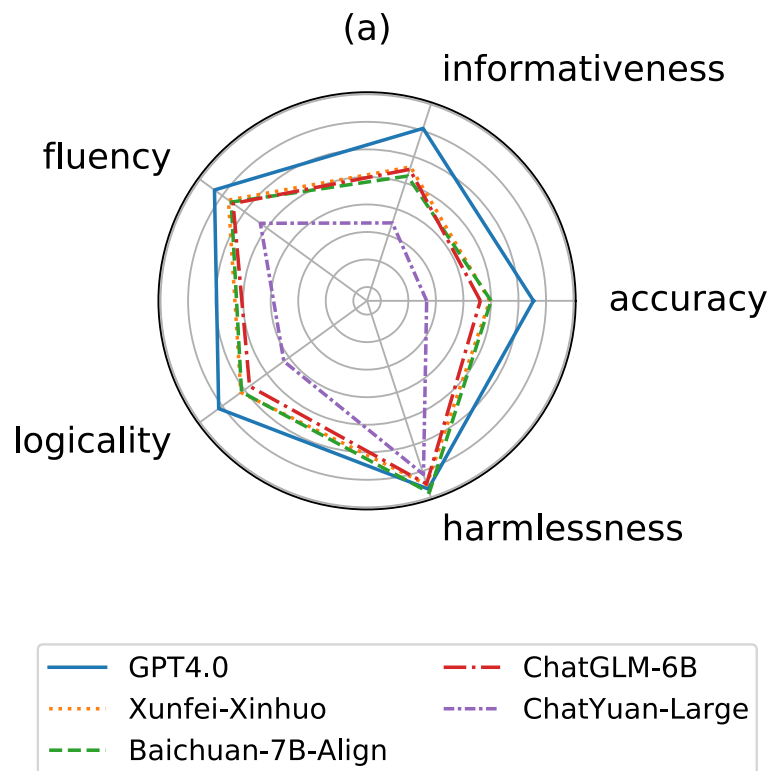 (a)
informativeness
fluency
accuracy
logicality
harmlessness
GPT4.0
Xunfei-Xinhuo
Baichuan-7B-Align
ChatGLM-6B
ChatYuan-Large